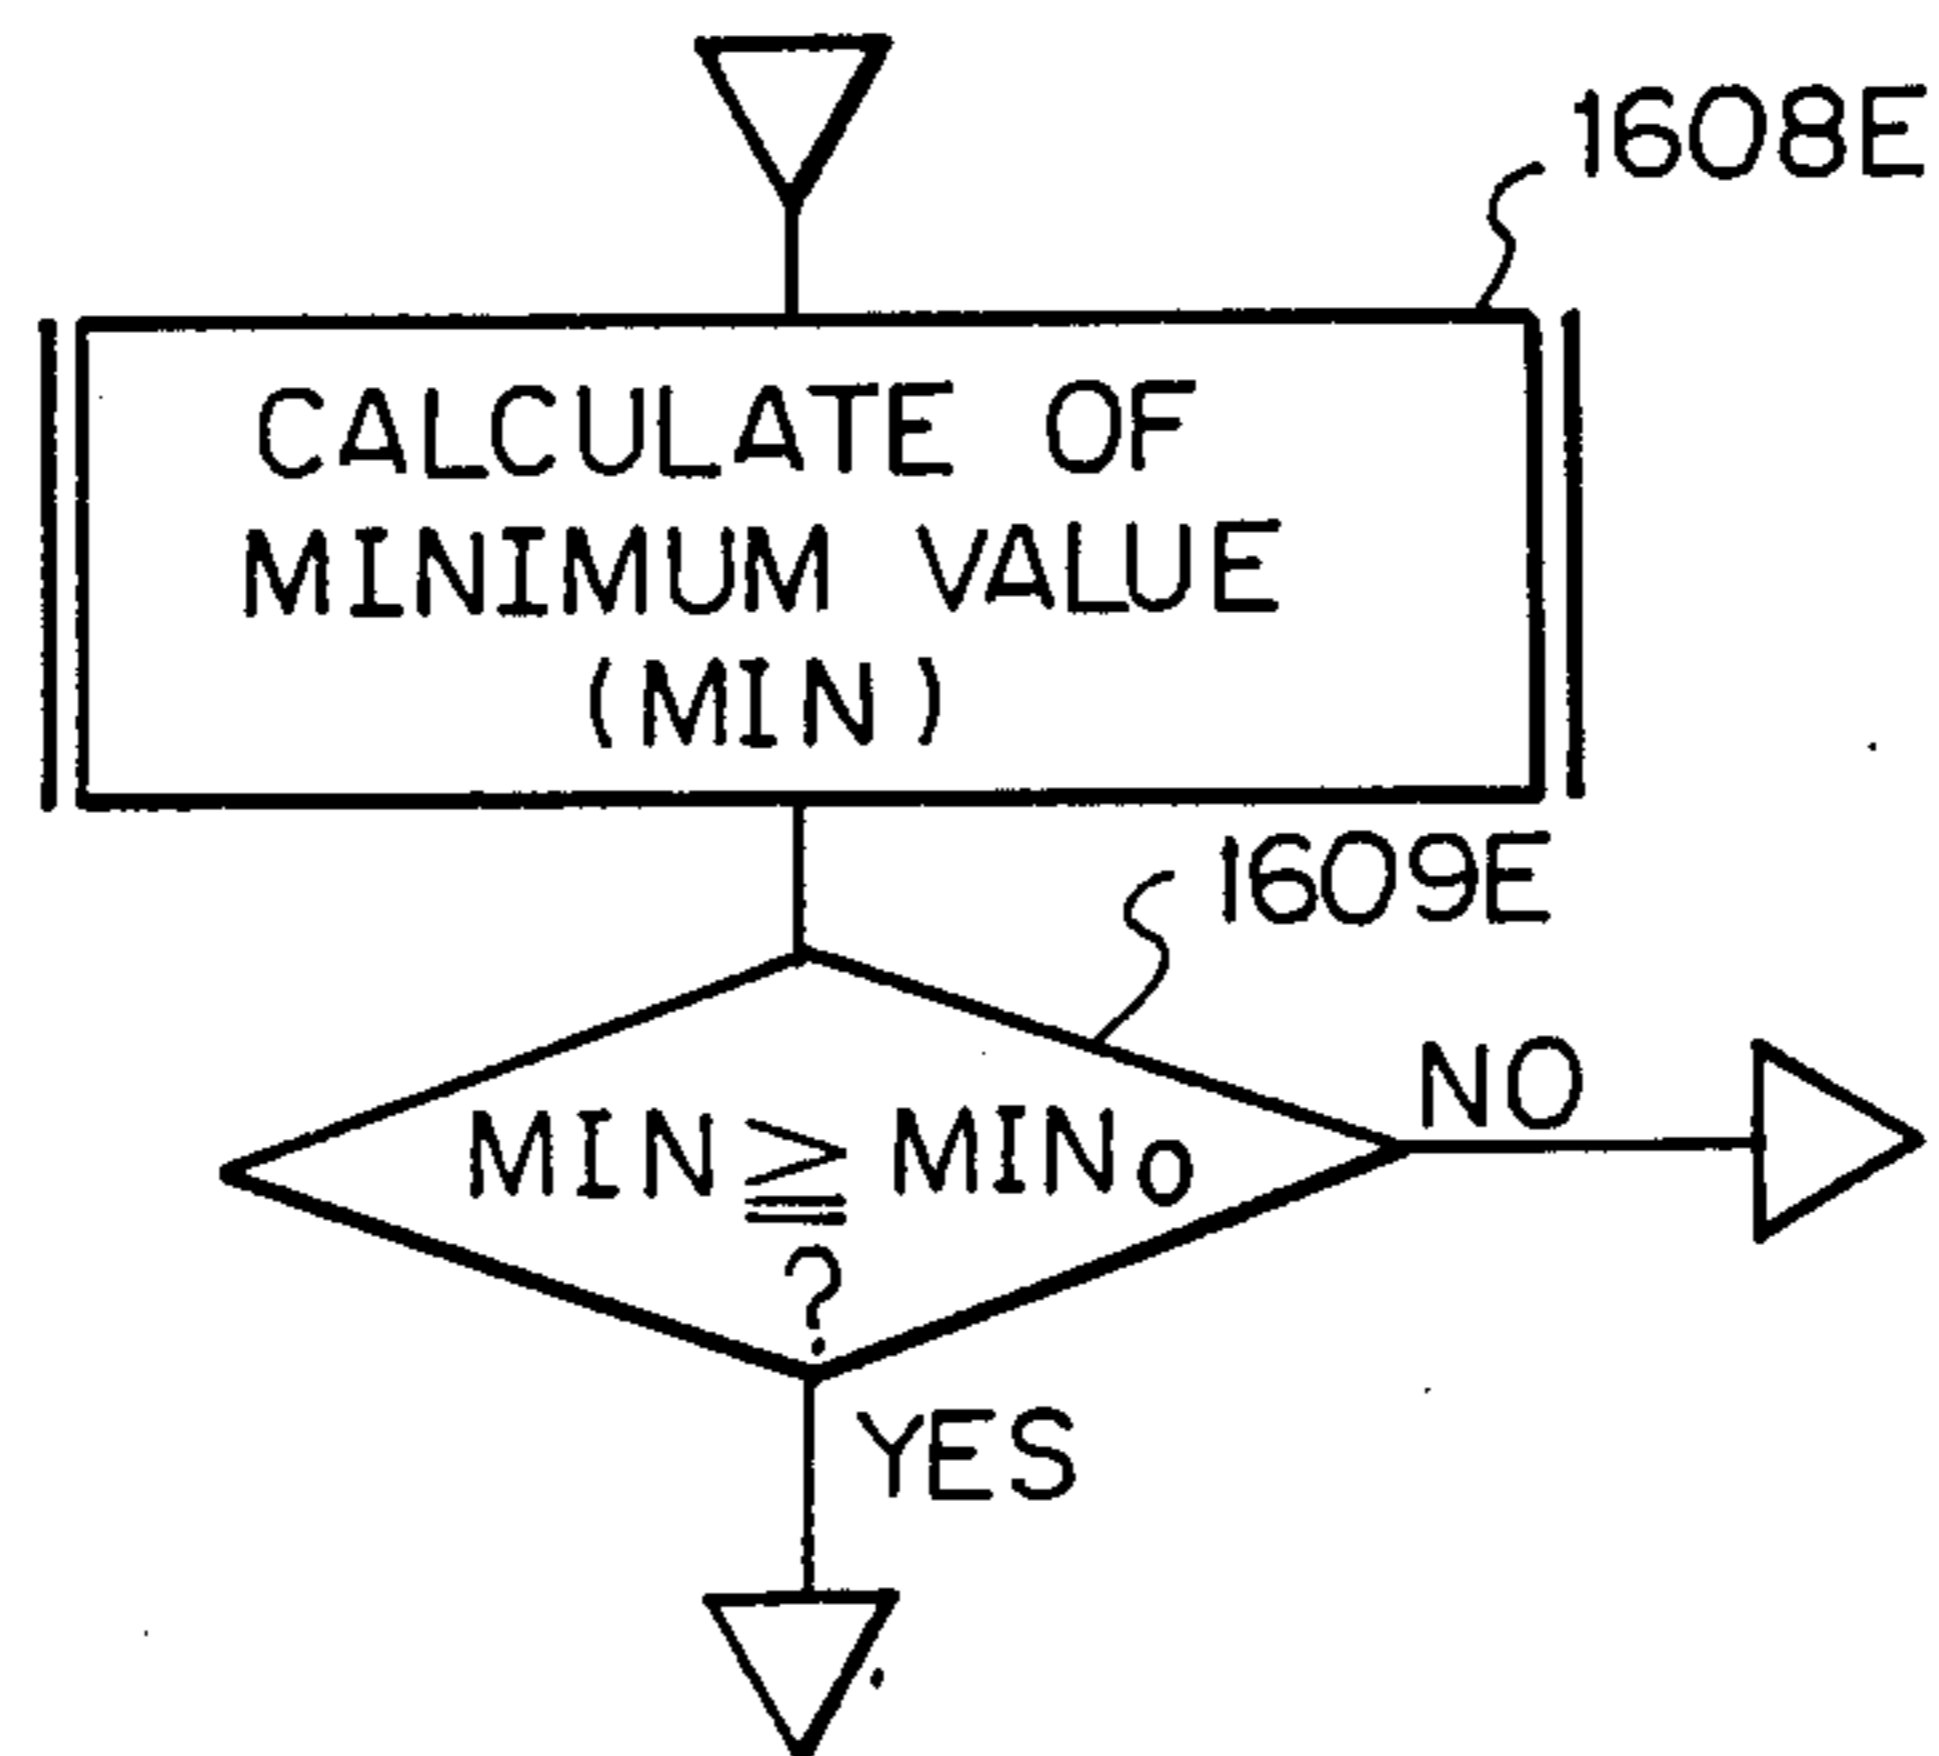 1608E
CALCULATE OF
MINIMUM VALUE
(MIN)
1609E
MIN ≧ MIN₀
?
NO
YES